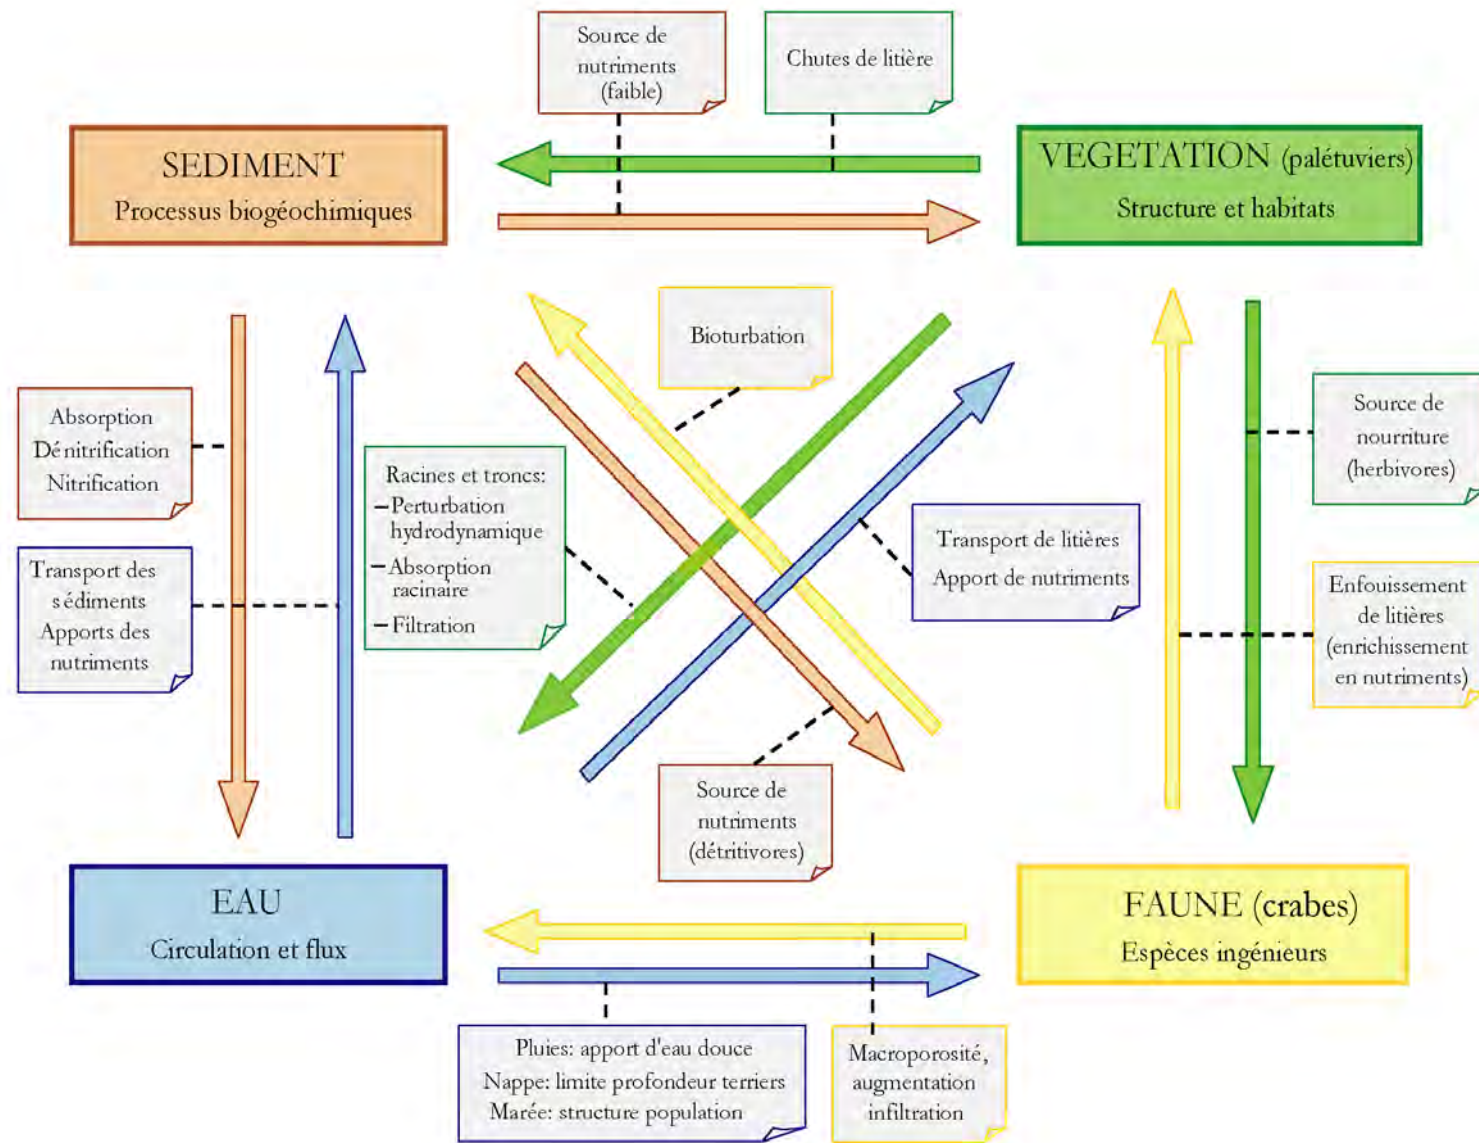 Source de
nutriments
(faible)
Chutes de litière
SEDIMENT
Processus biogéochimiques
VEGETATION (palétuviers)
Structure et habitats
Bioturbation
Absorption
Dénitrification
Nitrification
Racines et troncs:
–Perturbation
hydrodynamique
–Absorption
racinaire
–Filtration
Source de
nourriture
(herbivores)
Transport des
sédiments
Apports des
nutriments
Transport de litières
Apport de nutriments
Enfouissement
de litières
(enrichissement
en nutriments)
Source de
nutriments
(détritivores)
EAU
Circulation et flux
FAUNE (crabes)
Espèces ingénieurs
Pluies: apport d'eau douce
Nappe: limite profondeur terriers
Marée: structure population
Macroporosité,
augmentation
infiltration